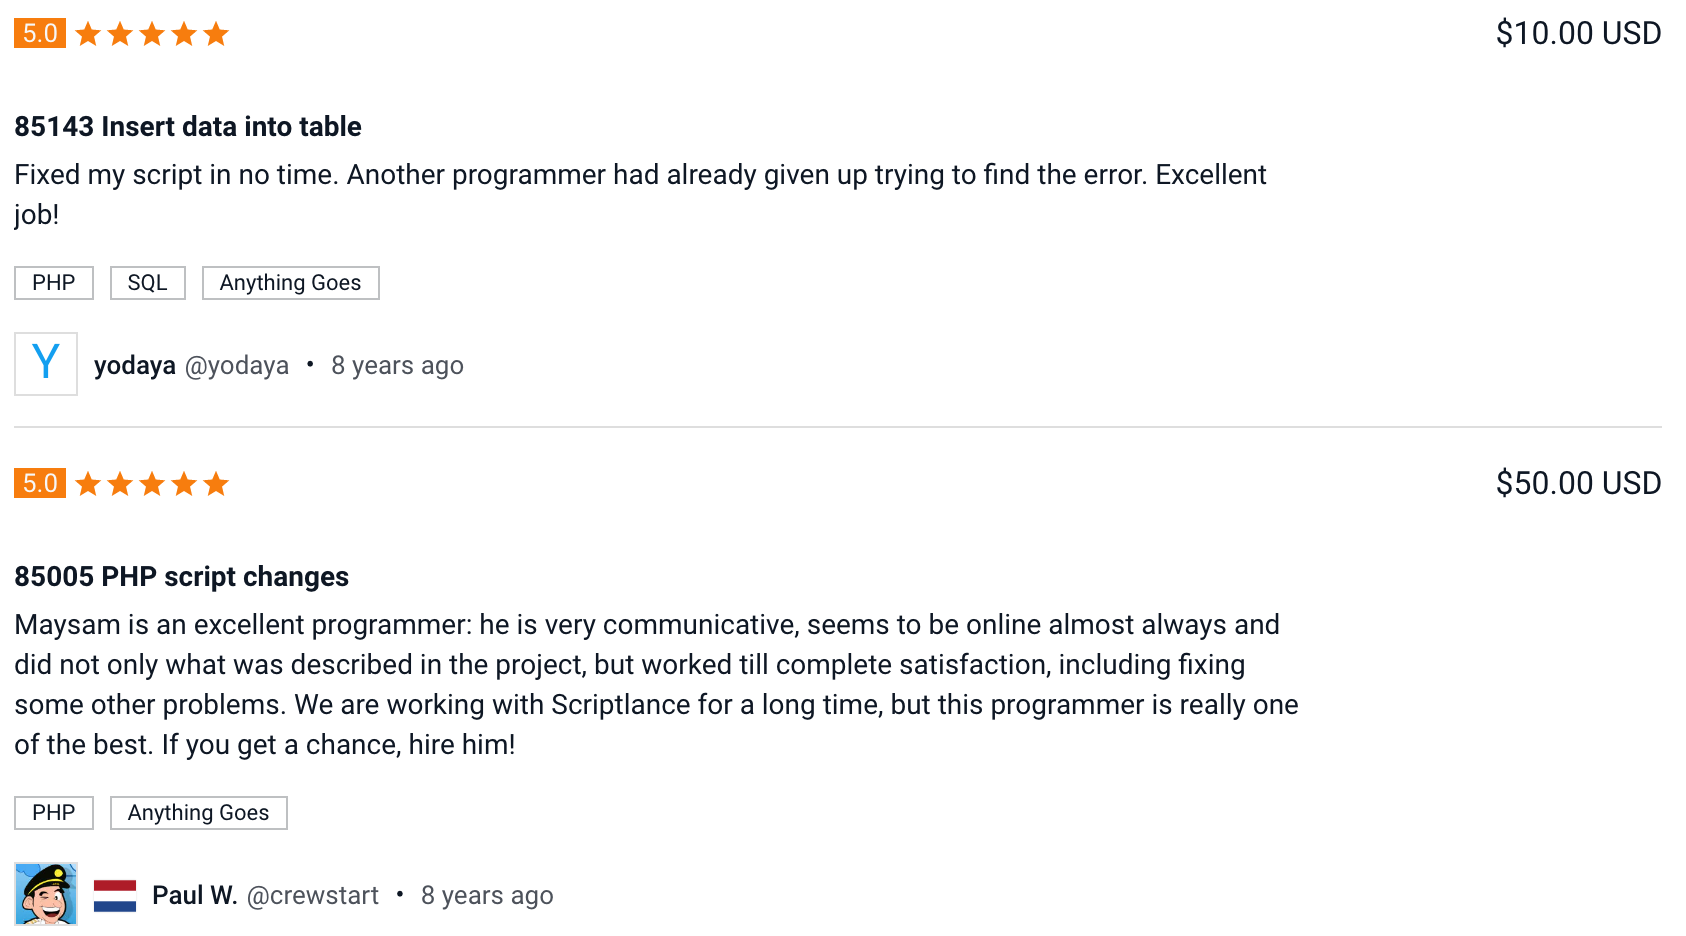 5.0
$10.00 USD
85143 Insert data into table
Fixed my script in no time. Another programmer had already given up trying to find the error. Excellent
job!
PHP
SQL
Anything Goes
Y
yodaya @yodaya • 8 years ago
5.0
$50.00 USD
85005 PHP script changes
Maysam is an excellent programmer: he is very communicative, seems to be online almost always and
did not only what was described in the project, but worked till complete satisfaction, including fixing
some other problems. We are working with Scriptlance for a long time, but this programmer is really one
of the best. If you get a chance, hire him!
PHP
Anything Goes
Paul W. @crewstart • 8 years ago